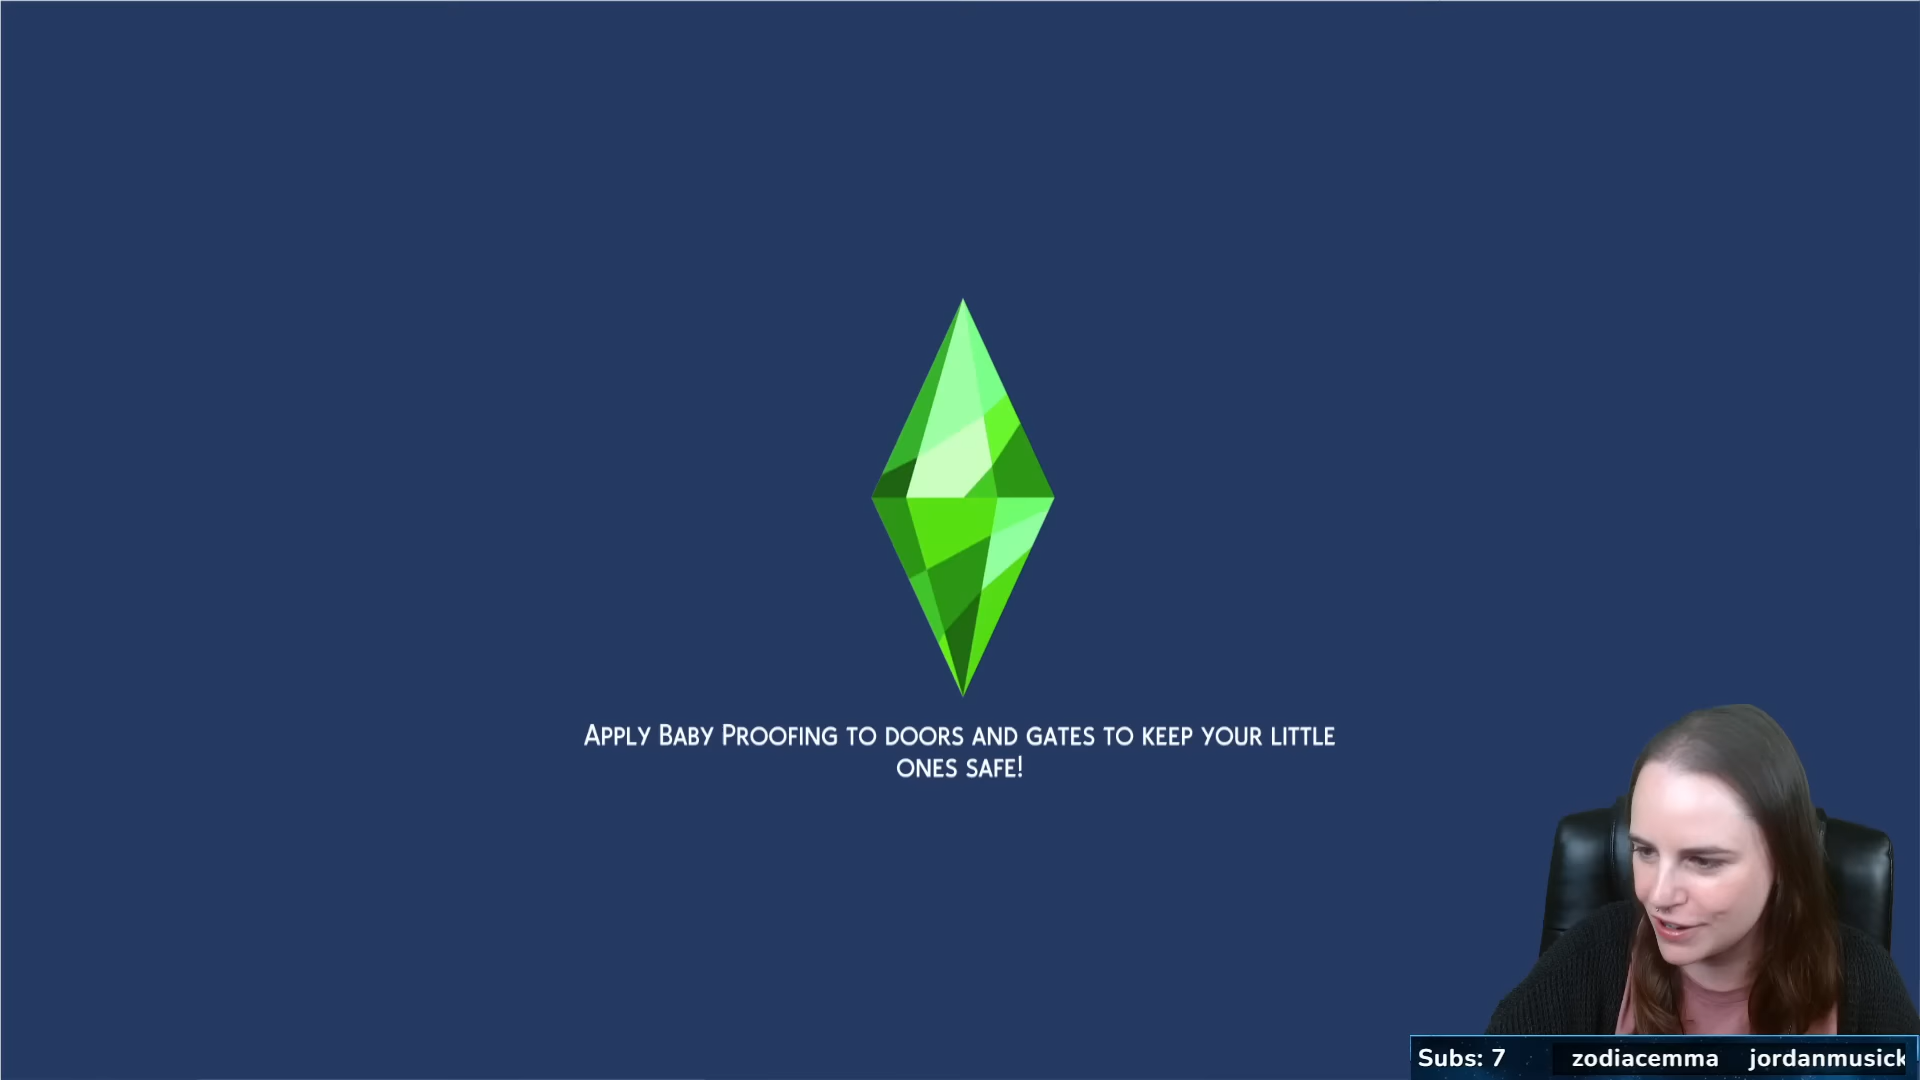 Apply Baby Proofing to doors and gates to keep your little
ones safe!
Subs: 7 zodiacemma jordanmusick